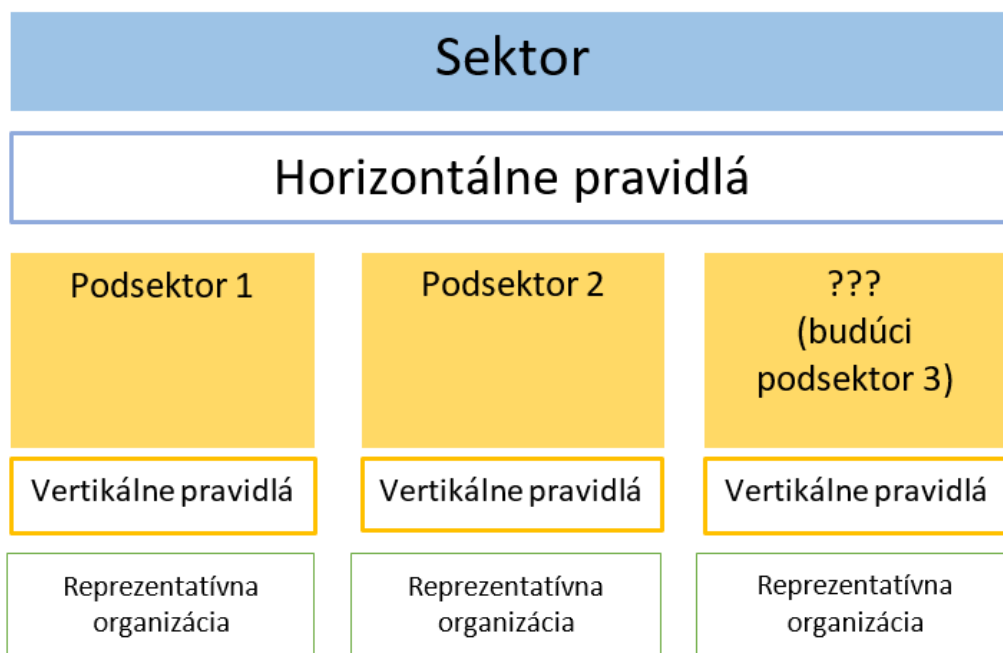 Sektor
Horizontálne pravidlá
Podsektor 1
Podsektor 2
???
(budúci
podsektor 3)
Vertikálne pravidlá
Vertikálne pravidlá
Vertikálne pravidlá
Reprezentatívna
organizácia
Reprezentatívna
organizácia
Reprezentatívna
organizácia